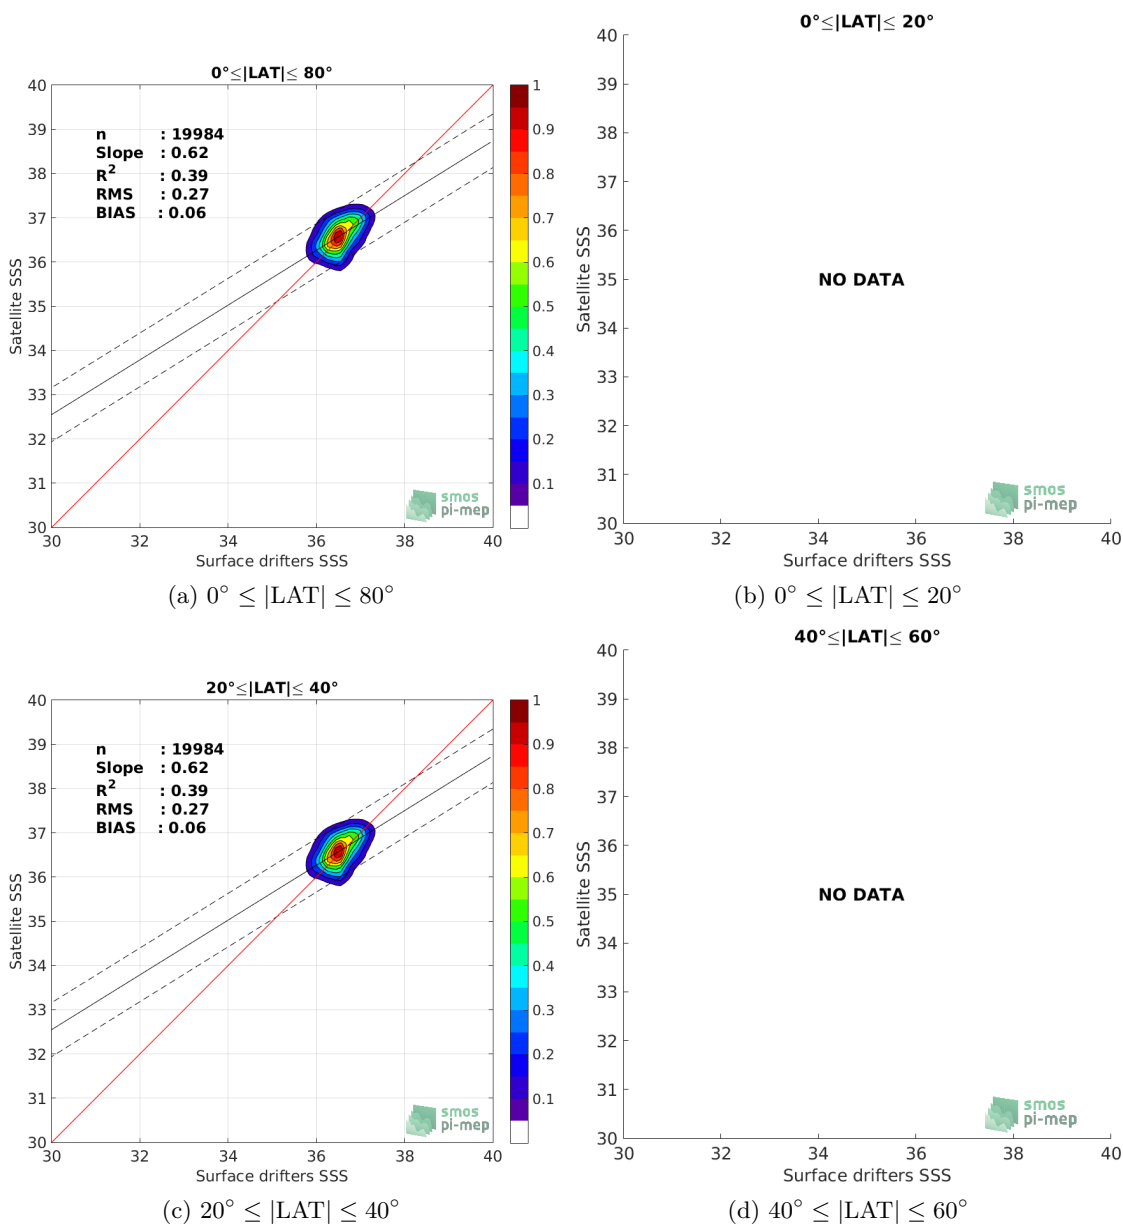 0°≤|LAT|≤ 80°
40
39
38
37
36
35
34
33
32
31
30
Satellite SSS
n : 19984
Slope : 0.62
R2 : 0.39
RMS : 0.27
BIAS : 0.06
1
0.9
0.8
0.7
0.6
0.5
0.4
0.3
0.2
0.1
smos
pi-mep
30 32 34 36 38 40
Surface drifters SSS
(a) 0° ≤ |LAT| ≤ 80°
0°≤|LAT|≤ 20°
40
39
38
37
36
35
34
33
32
31
30
Satellite SSS
NO DATA
smos
pi-mep
30 32 34 36 38 40
Surface drifters SSS
(b) 0° ≤ |LAT| ≤ 20°
20°≤|LAT|≤ 40°
40
39
38
37
36
35
34
33
32
31
30
Satellite SSS
n : 19984
Slope : 0.62
R2 : 0.39
RMS : 0.27
BIAS : 0.06
1
0.9
0.8
0.7
0.6
0.5
0.4
0.3
0.2
0.1
smos
pi-mep
30 32 34 36 38 40
Surface drifters SSS
(c) 20° ≤ |LAT| ≤ 40°
40°≤|LAT|≤ 60°
40
39
38
37
36
35
34
33
32
31
30
Satellite SSS
NO DATA
smos
pi-mep
30 32 34 36 38 40
Surface drifters SSS
(d) 40° ≤ |LAT| ≤ 60°